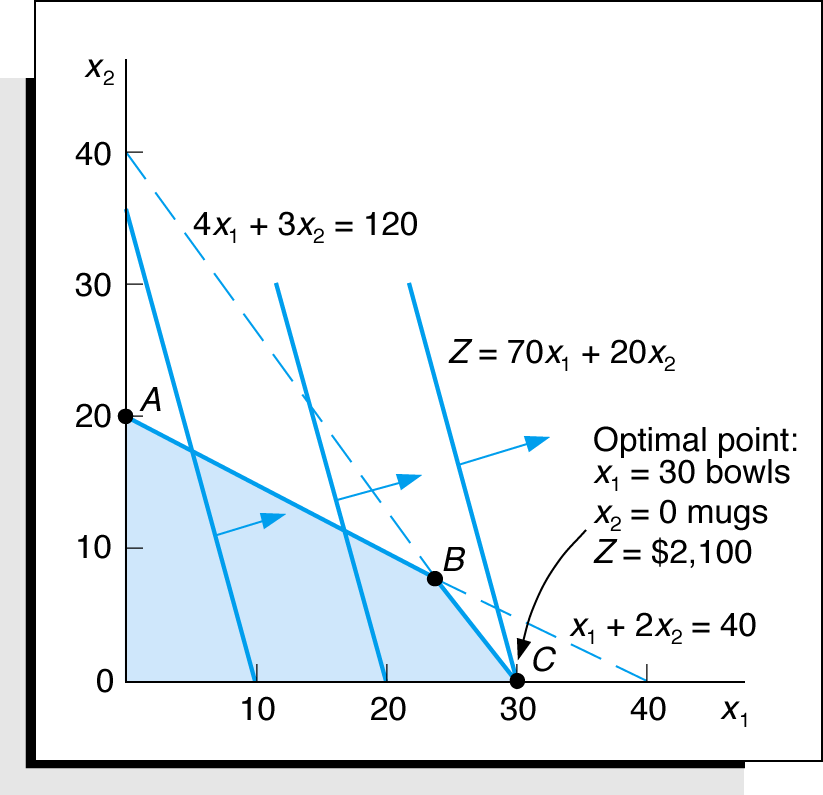 x₂
40
4x₁ + 3x₂ = 120
30
Z = 70x₁ + 20x₂
20
A
Optimal point:
x₁ = 30 bowls
x₂ = 0 mugs
Z = $2,100
10
B
x₁ + 2x₂ = 40
C
0
10 20 30 40 x₁